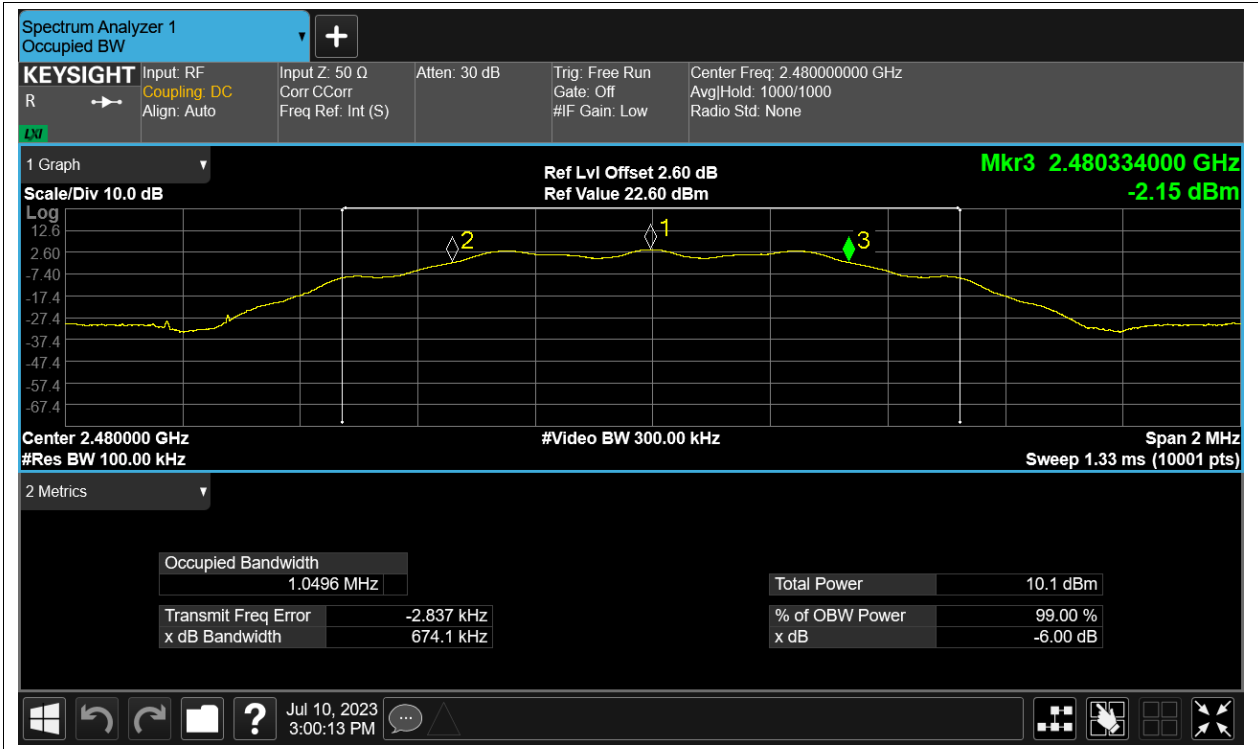 Spectrum Analyzer 1
Occupied BW
KEYSIGHT
R
LXI
Input: RF
Coupling: DC
Align: Auto
Input Z: 50 Ω
Corr CCorr
Freq Ref: Int (S)
Atten: 30 dB
Trig: Free Run
Gate: Off
#IF Gain: Low
Center Freq: 2.480000000 GHz
Avg|Hold: 1000/1000
Radio Std: None
1 Graph
Scale/Div 10.0 dB
Ref Lvl Offset 2.60 dB
Ref Value 22.60 dBm
Mkr3 2.480334000 GHz
-2.15 dBm
Log
12.6
2.60
-7.40
-17.4
-27.4
-37.4
-47.4
-57.4
-67.4
2
1
3
Center 2.480000 GHz
#Res BW 100.00 kHz
#Video BW 300.00 kHz
Span 2 MHz
Sweep 1.33 ms (10001 pts)
2 Metrics
Occupied Bandwidth
1.0496 MHz
Transmit Freq Error -2.837 kHz
x dB Bandwidth 674.1 kHz
Total Power 10.1 dBm
% of OBW Power 99.00 %
x dB -6.00 dB
?
Jul 10, 2023
3:00:13 PM